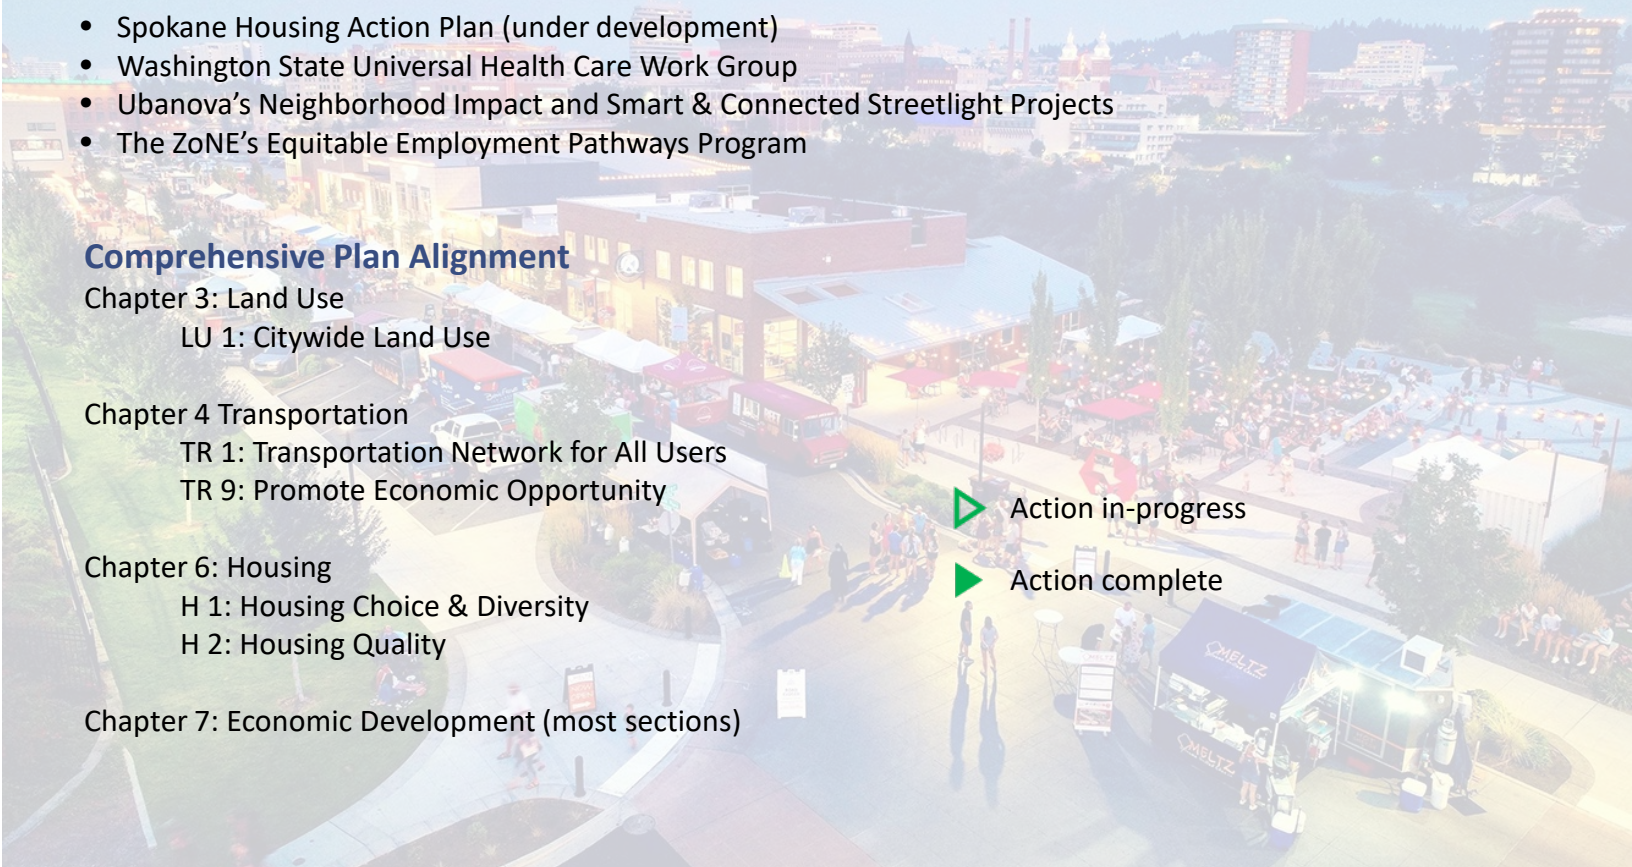 • Spokane Housing Action Plan (under development)
• Washington State Universal Health Care Work Group
• Ubanova’s Neighborhood Impact and Smart & Connected Streetlight Projects
• The ZoNE’s Equitable Employment Pathways Program
Comprehensive Plan Alignment
Chapter 3: Land Use
LU 1: Citywide Land Use
Chapter 4 Transportation
TR 1: Transportation Network for All Users
TR 9: Promote Economic Opportunity
Action in-progress
Chapter 6: Housing
Action complete
H 1: Housing Choice & Diversity
H 2: Housing Quality
Chapter 7: Economic Development (most sections)
MELTZ
MELTZ